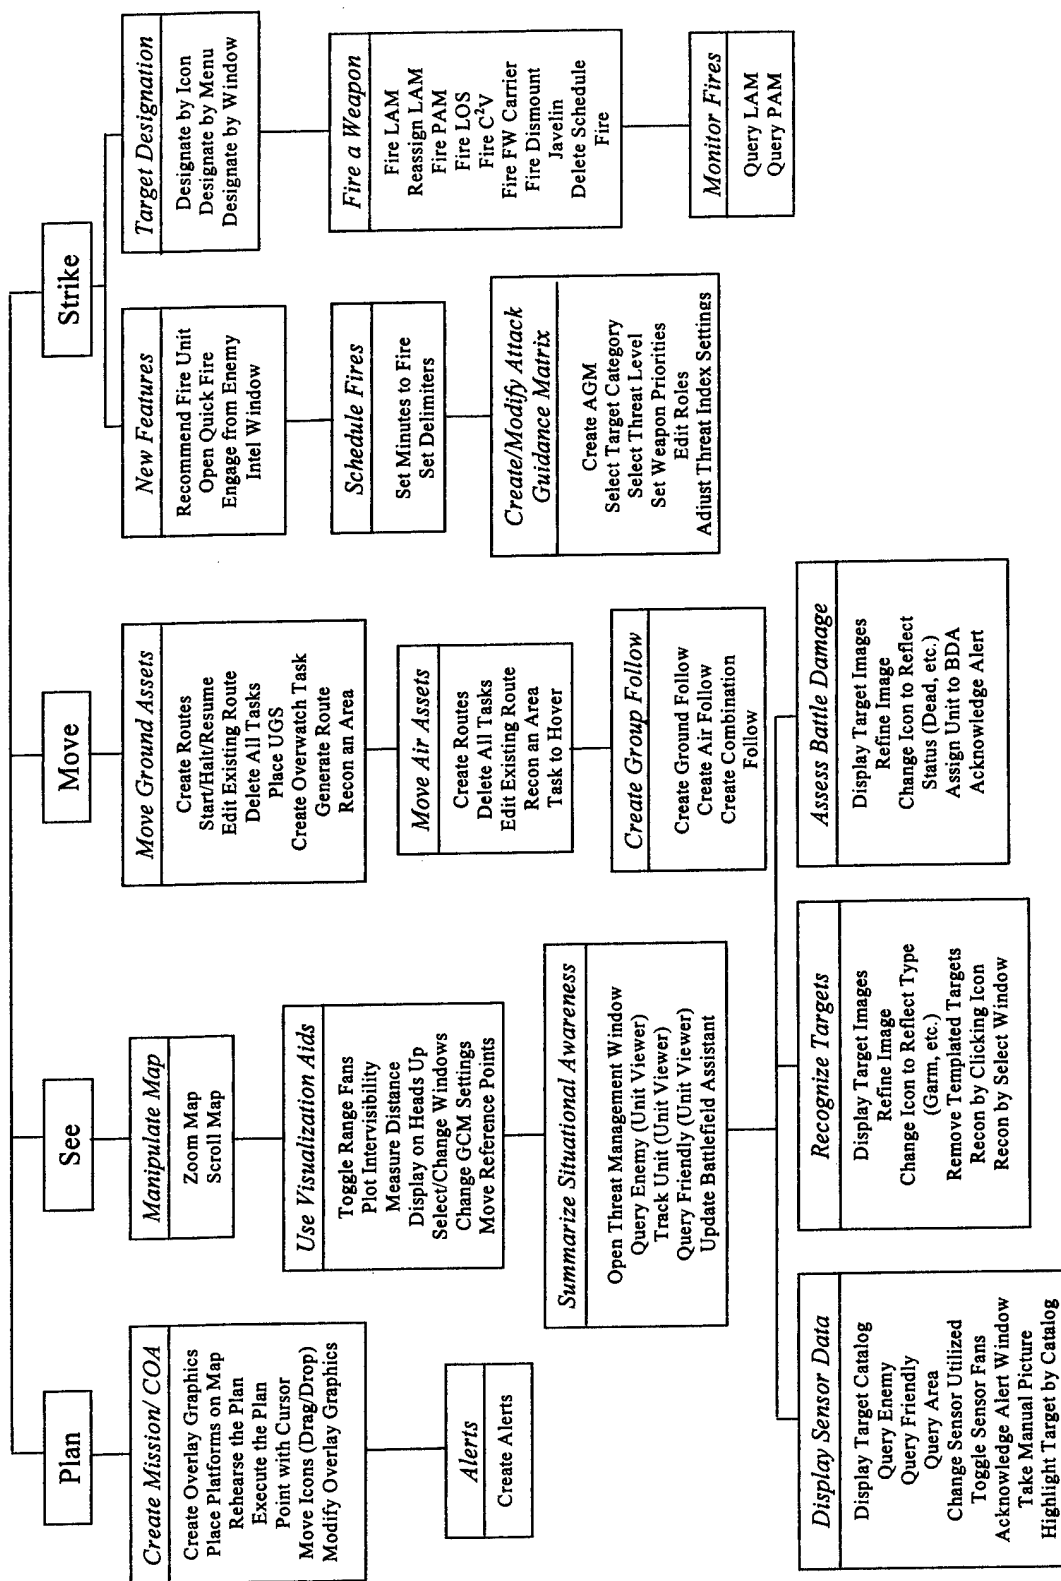 Plan
Create Mission/ COA
Create Overlay Graphics
Place Platforms on Map
Rehearse the Plan
Execute the Plan
Point with Cursor
Move Icons (Drag/Drop)
Modify Overlay Graphics
Alerts
Create Alerts
See
Manipulate Map
Zoom Map
Scroll Map
Use Visualization Aids
Toggle Range Fans
Plot Intervisibility
Measure Distance
Display on Heads Up
Select/Change Windows
Change GCM Settings
Move Reference Points
Summarize Situational Awareness
Open Threat Management Window
Query Enemy (Unit Viewer)
Track Unit (Unit Viewer)
Query Friendly (Unit Viewer)
Update Battlefield Assistant
Display Sensor Data
Display Target Catalog
Query Enemy
Query Friendly
Query Area
Change Sensor Utilized
Toggle Sensor Fans
Acknowledge Alert Window
Take Manual Picture
Highlight Target by Catalog
Recognize Targets
Display Target Images
Refine Image
Change Icon to Reflect Type
(Garm, etc.)
Remove Templated Targets
Recon by Clicking Icon
Recon by Select Window
Assess Battle Damage
Display Target Images
Refine Image
Change Icon to Reflect
Status (Dead, etc.)
Assign Unit to BDA
Acknowledge Alert
Move
Move Ground Assets
Create Routes
Start/Halt/Resume
Edit Existing Route
Delete All Tasks
Place UGS
Create Overwatch Task
Generate Route
Recon an Area
Move Air Assets
Create Routes
Delete All Tasks
Edit Existing Route
Recon an Area
Task to Hover
Create Group Follow
Create Ground Follow
Create Air Follow
Create Combination
Follow
Strike
New Features
Recommend Fire Unit
Open Quick Fire
Engage from Enemy
Intel Window
Schedule Fires
Set Minutes to Fire
Set Delimiters
Create/Modify Attack
Guidance Matrix
Create AGM
Select Target Category
Select Threat Level
Set Weapon Priorities
Edit Roles
Adjust Threat Index Settings
Target Designation
Designate by Icon
Designate by Menu
Designate by Window
Fire a Weapon
Fire LAM
Reassign LAM
Fire PAM
Fire LOS
Fire C²V
Fire FW Carrier
Fire Dismount
Javelin
Delete Schedule
Fire
Monitor Fires
Query LAM
Query PAM